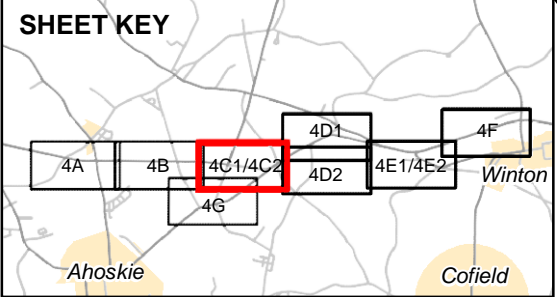 SHEET KEY
4D1
4F
4A
4B
4C1/4C2
4D2
4E1/4E2
Winton
4G
Ahoskie
Cofield